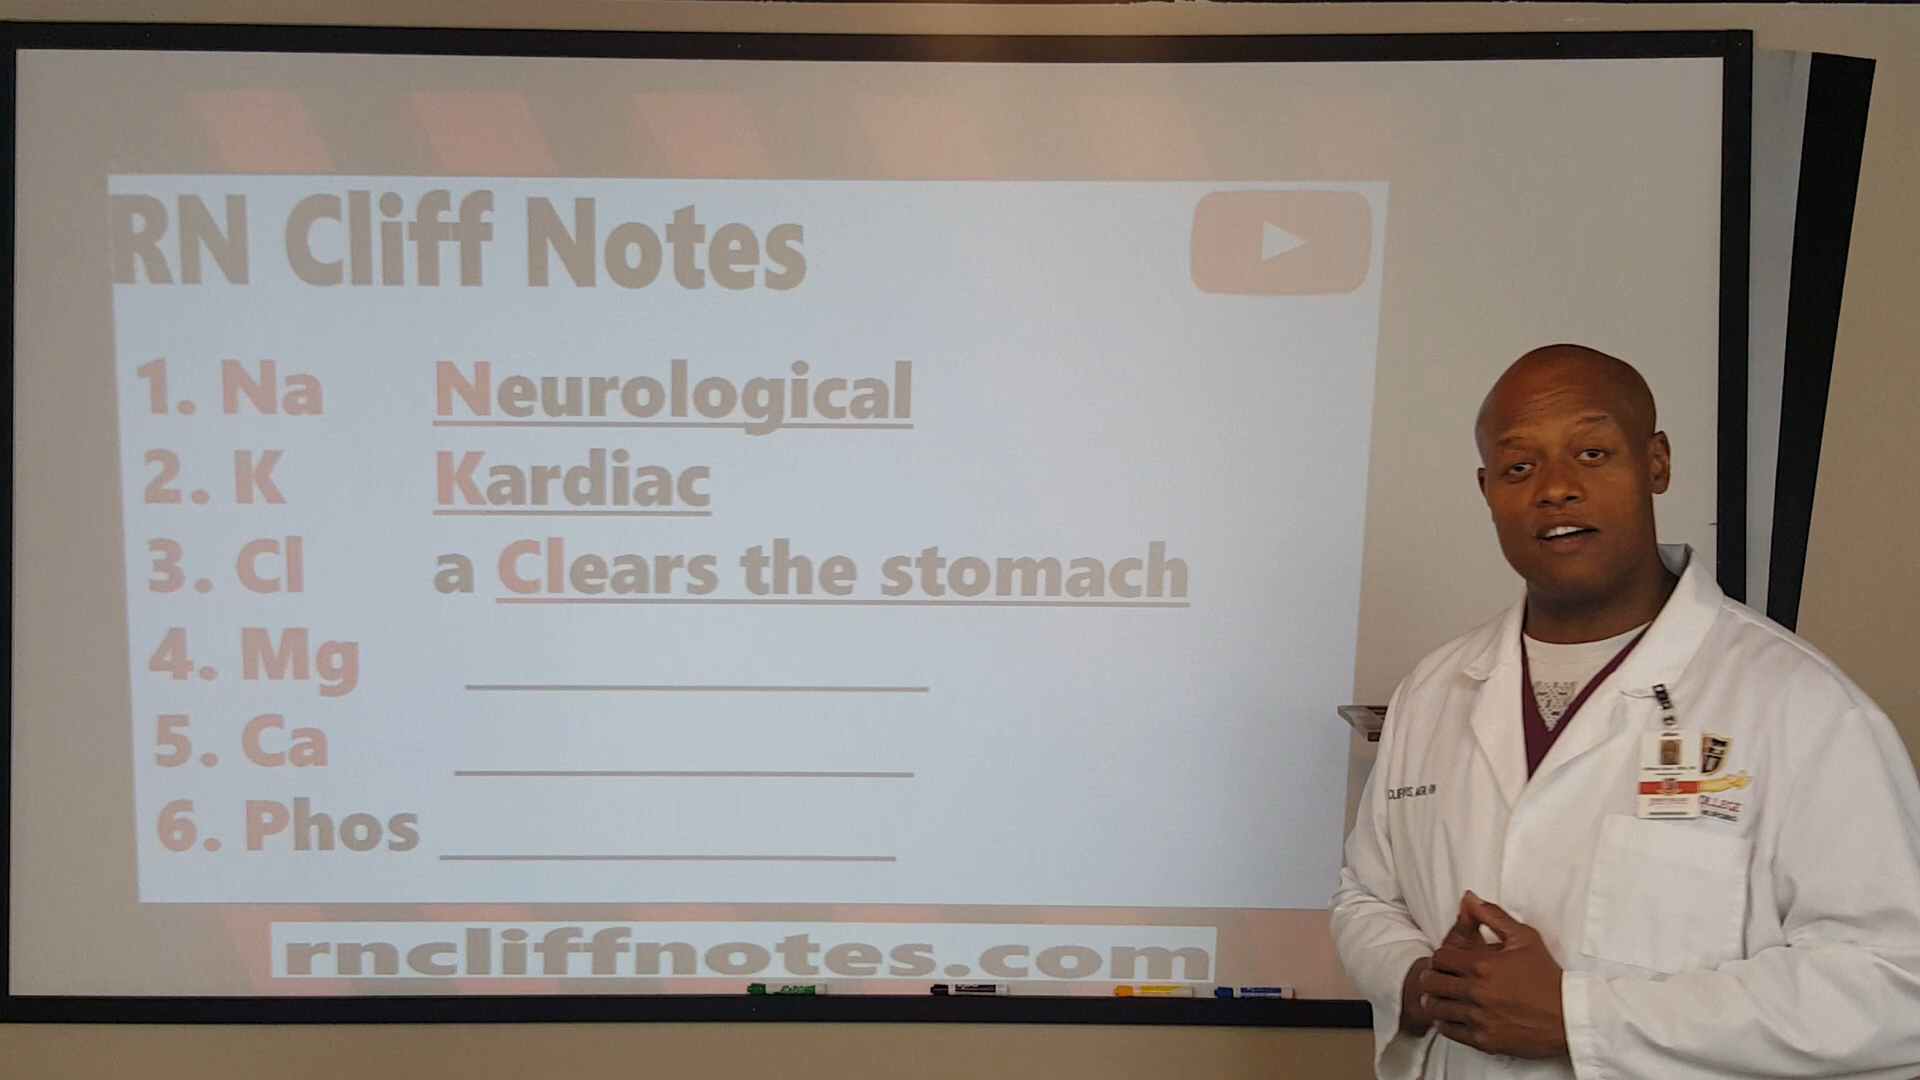 RN Cliff Notes
1. Na Neurological
2. K Kardiac
3. Cl a Clears the stomach
4. Mg
5. Ca
6. Phos
rncliffnotes.com
COLLEGE